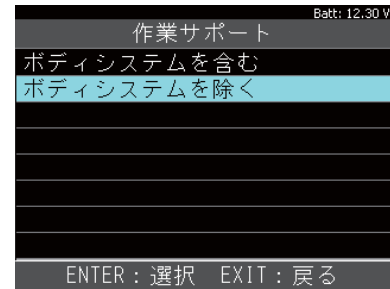 Batt: 12.30 V
作業サポート
ボディシステムを含む
ボディシステムを除く
ENTER：選択　EXIT：戻る